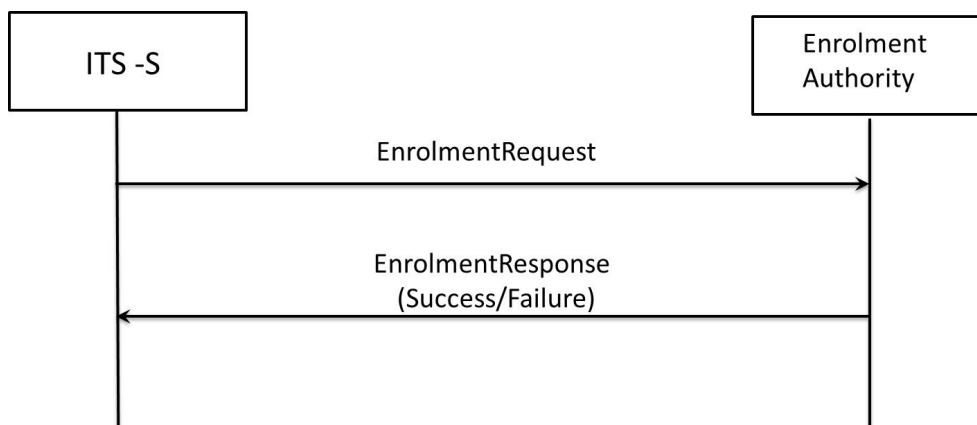 ITS -S
Enrolment
Authority
EnrolmentRequest
EnrolmentResponse
(Success/Failure)